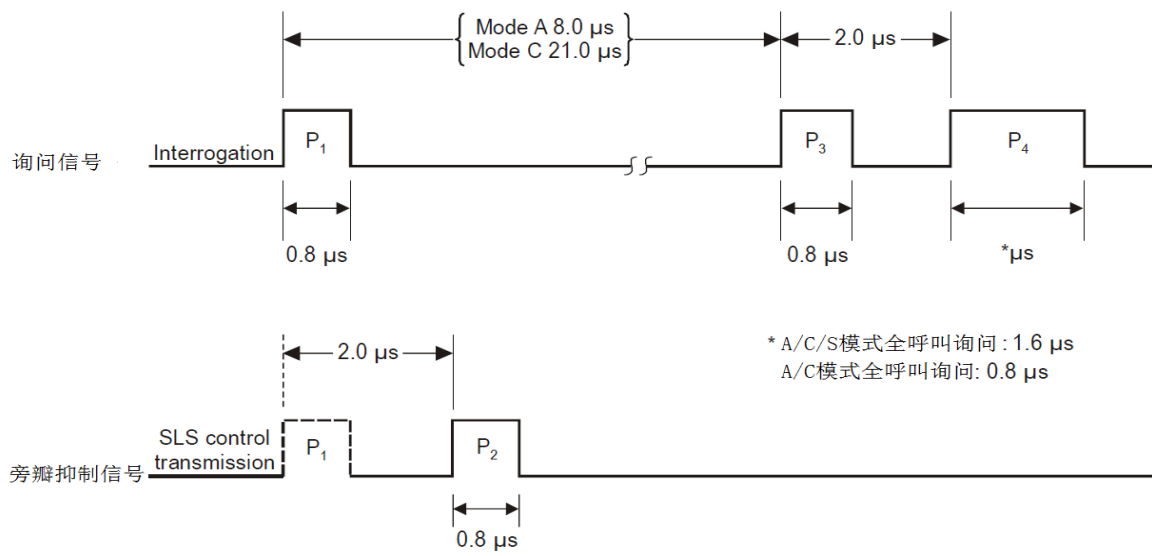 Mode A 8.0 µs
Mode C 21.0 µs
2.0 µs
询问信号
Interrogation
P1
P3
P4
0.8 µs
0.8 µs
*µs
2.0 µs
* A/C/S模式全呼叫询问: 1.6 µs
A/C模式全呼叫询问: 0.8 µs
旁瓣抑制信号
SLS control
transmission
P1
P2
0.8 µs